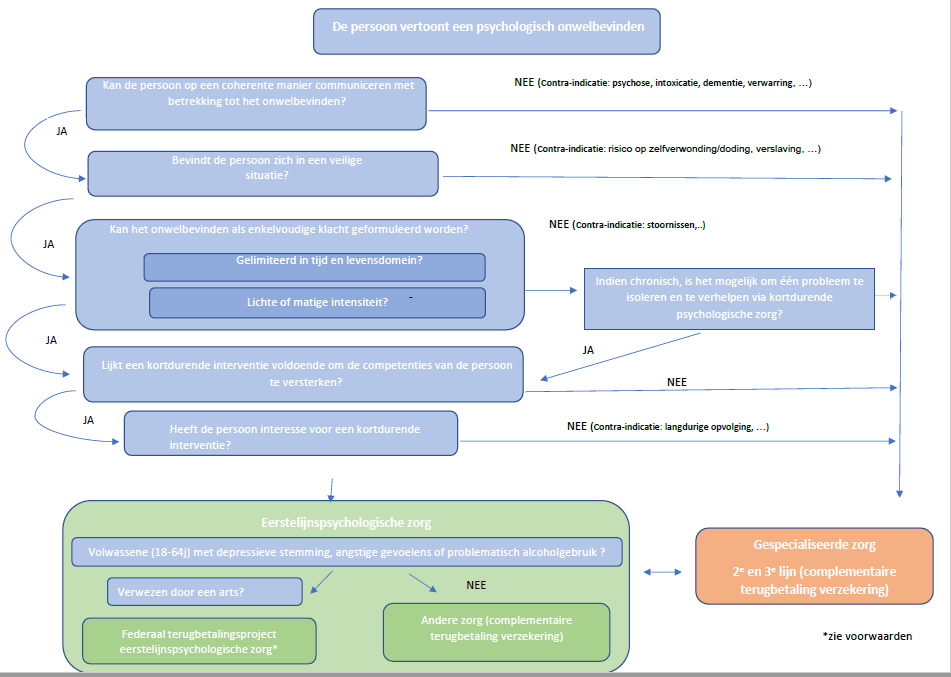 De persoon vertoont een psychologisch onwelbevinden
Kan de persoon op een coherente manier communiceren met
betrekking tot het onwelbevinden?
NEE (Contra-indicatie: psychose, intoxicatie, dementie, verwarring, …)
JA
Bevindt de persoon zich in een veilige
situatie?
NEE (Contra-indicatie: risico op zelfverwonding/doding, verslaving, …)
JA
Kan het onwelbevinden als enkelvoudige klacht geformuleerd worden?
Gelimiteerd in tijd en levensdomein?
Lichte of matige intensiteit?
-
NEE (Contra-indicatie: stoornissen,..)
Indien chronisch, is het mogelijk om één probleem te
isoleren en te verhelpen via kortdurende
psychologische zorg?
JA
JA
Lijkt een kortdurende interventie voldoende om de competenties van de persoon
te versterken?
NEE
JA
Heeft de persoon interesse voor een kortdurende
interventie?
NEE (Contra-indicatie: langdurige opvolging, …)
Eerstelijnspsychologische zorg
Volwassene (18-64j) met depressieve stemming, angstige gevoelens of problematisch alcoholgebruik ?
Verwezen door een arts?
NEE
Federaal terugbetalingsproject
eerstelijnspsychologische zorg*
Andere zorg (complementaire
terugbetaling verzekering)
Gespecialiseerde zorg
2e en 3e lijn (complementaire
terugbetaling verzekering)
*zie voorwaarden